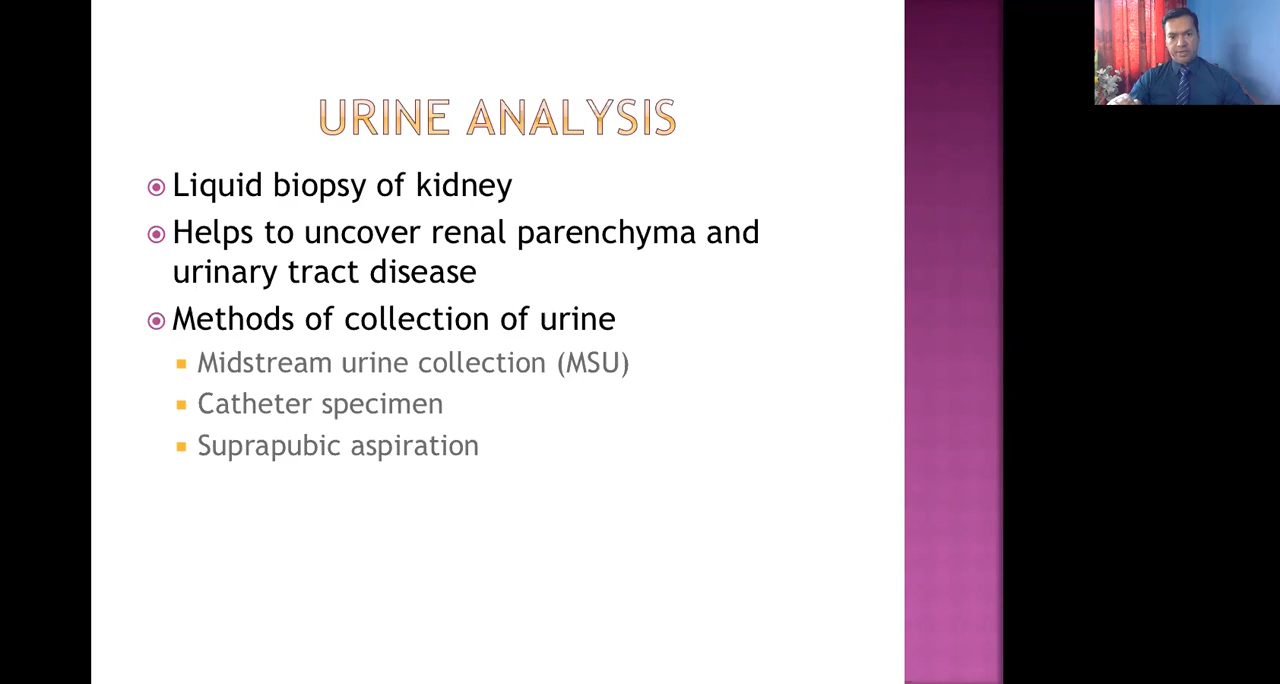 URINE ANALYSIS
Liquid biopsy of kidney
Helps to uncover renal parenchyma and
urinary tract disease
Methods of collection of urine
Midstream urine collection (MSU)
Catheter specimen
Suprapubic aspiration